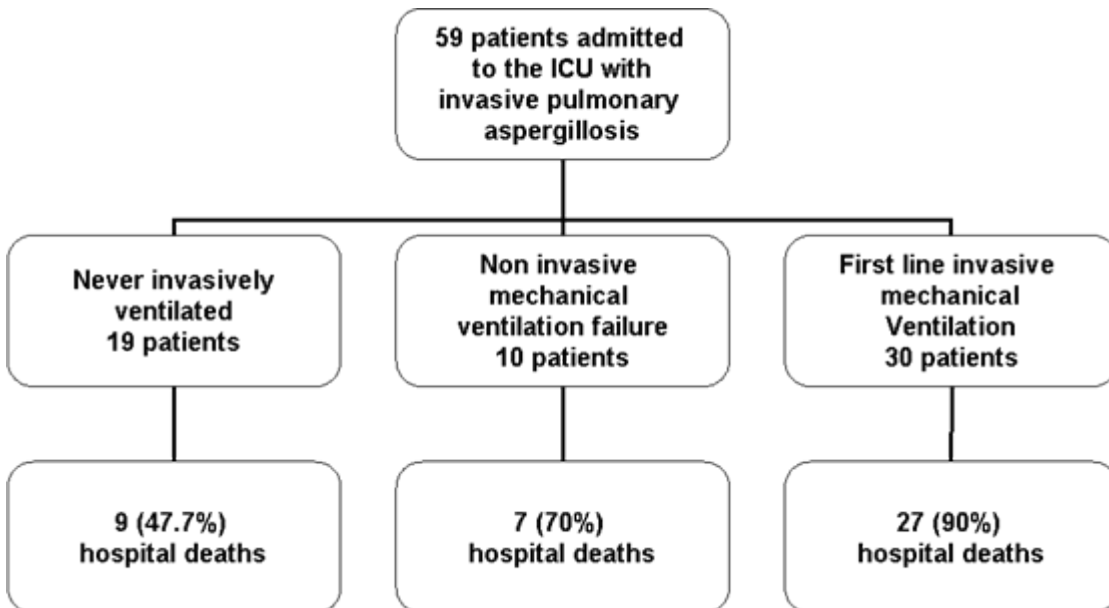 59 patients admitted
to the ICU with
invasive pulmonary
aspergillosis
Never invasively
ventilated
19 patients
Non invasive
mechanical
ventilation failure
10 patients
First line invasive
mechanical
Ventilation
30 patients
9 (47.7%)
hospital deaths
7 (70%)
hospital deaths
27 (90%)
hospital deaths